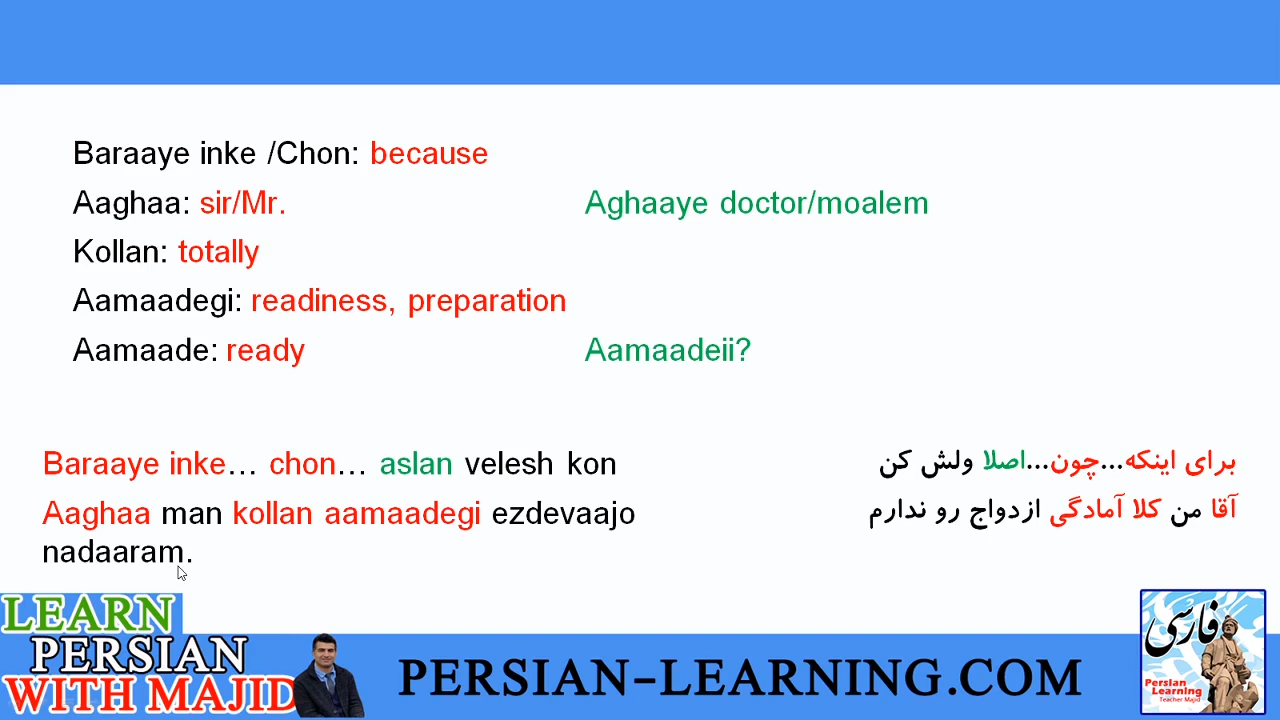 Baraaye inke /Chon: because
Aaghaa: sir/Mr. Aghaaye doctor/moalem
Kollan: totally
Aamaadegi: readiness, preparation
Aamaade: ready Aamaadeii?
Baraaye inke... chon... aslan velesh kon
برای اینکه...چون...اصلا ولش کن
Aaghaa man kollan aamaadegi ezdevaajo
nadaaram.
آقا من کلا آمادگی ازدواج رو ندارم
LEARN
PERSIAN
WITH MAJID
PERSIAN-LEARNING.COM
فارسی
Persian
Learning
Teacher Majid